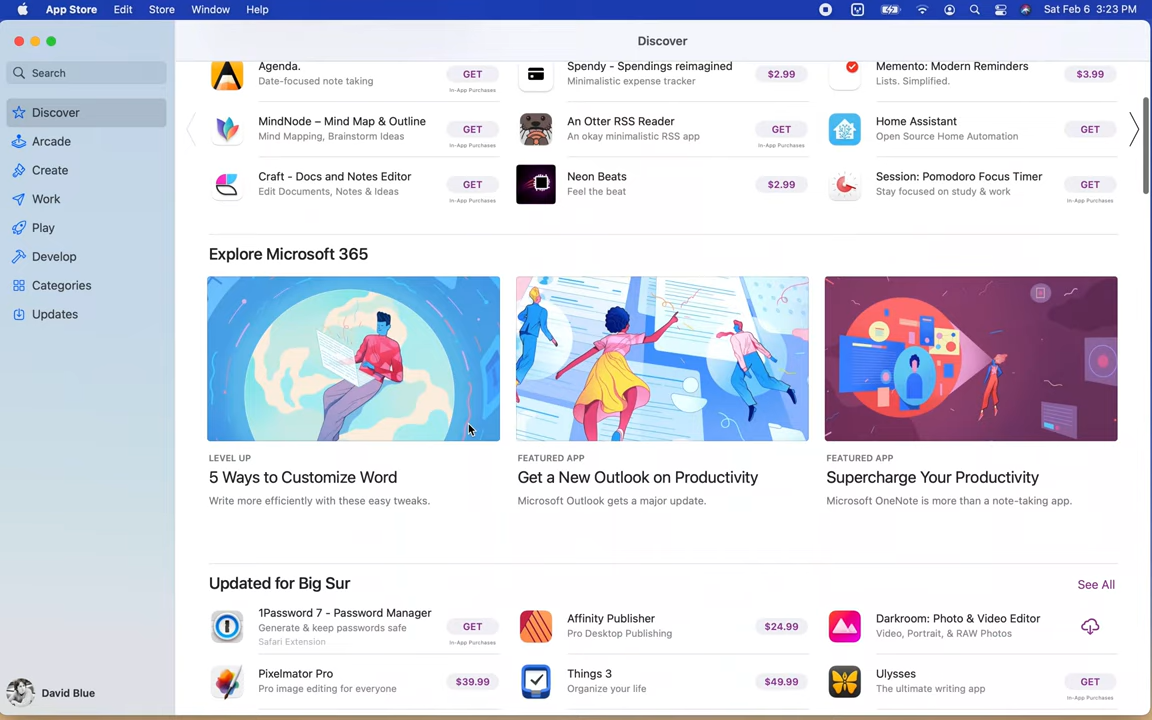 App Store Edit Store Window Help Sat Feb 6 3:23 PM
Discover
Search
Discover
Arcade
Create
Work
Play
Develop
Categories
Updates
David Blue
Agenda.
Date-focused note taking
GET
In-App Purchases
Spendy - Spendings reimagined
Minimalistic expense tracker
$2.99
Memento: Modern Reminders
Lists. Simplified.
$3.99
MindNode – Mind Map & Outline
Mind Mapping, Brainstorm Ideas
GET
In-App Purchases
An Otter RSS Reader
An okay minimalistic RSS app
GET
In-App Purchases
Home Assistant
Open Source Home Automation
GET
Craft - Docs and Notes Editor
Edit Documents, Notes & Ideas
GET
In-App Purchases
Neon Beats
Feel the beat
$2.99
Session: Pomodoro Focus Timer
Stay focused on study & work
GET
In-App Purchases
Explore Microsoft 365
LEVEL UP
5 Ways to Customize Word
Write more efficiently with these easy tweaks.
FEATURED APP
Get a New Outlook on Productivity
Microsoft Outlook gets a major update.
FEATURED APP
Supercharge Your Productivity
Microsoft OneNote is more than a note-taking app.
Updated for Big Sur
See All
1Password 7 - Password Manager
Generate & keep passwords safe
Safari Extension
GET
In-App Purchases
Affinity Publisher
Pro Desktop Publishing
$24.99
Darkroom: Photo & Video Editor
Video, Portrait, & RAW Photos
Pixelmator Pro
Pro image editing for everyone
$39.99
Things 3
Organize your life
$49.99
Ulysses
The ultimate writing app
GET
In-App Purchases